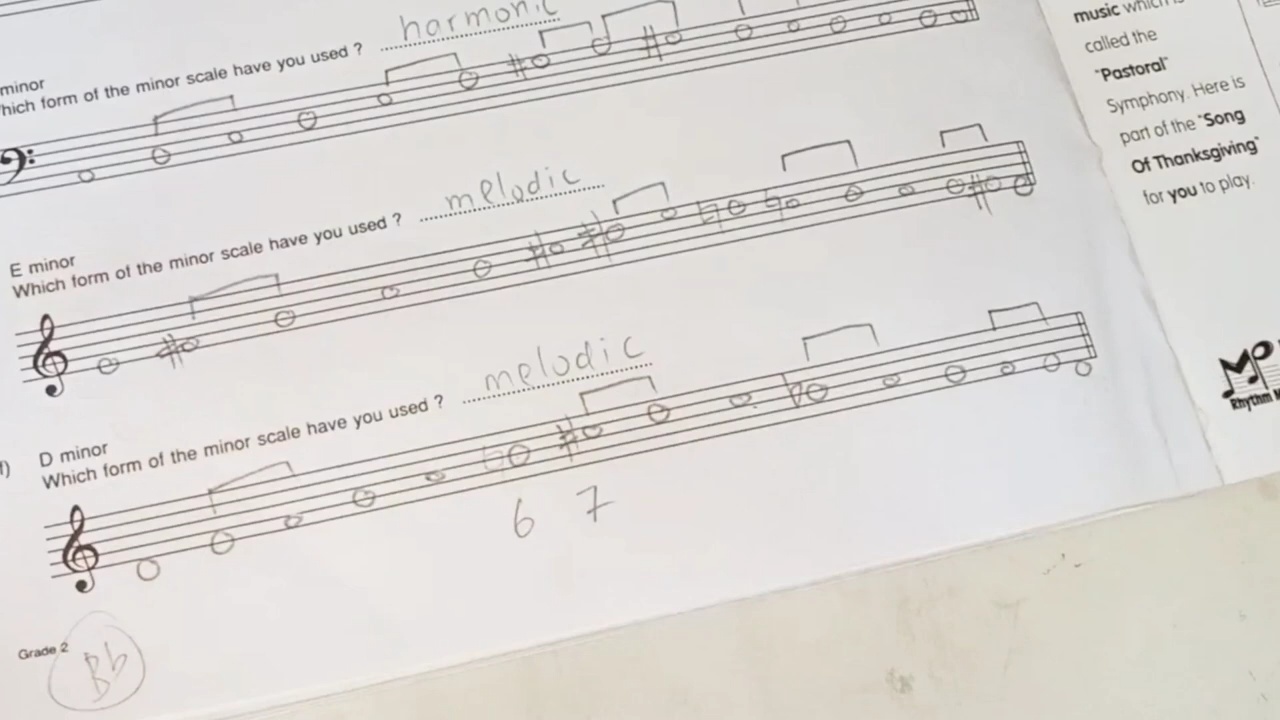 harmonic
minor
hich form of the minor scale have you used ?
melodic
E minor
Which form of the minor scale have you used ?
melodic
D minor
Which form of the minor scale have you used ?
6 7
Grade 2
Bb
music which
called the
"Pastoral"
Symphony. Here is
part of the "Song
Of Thanksgiving"
for you to play.
Rhythm